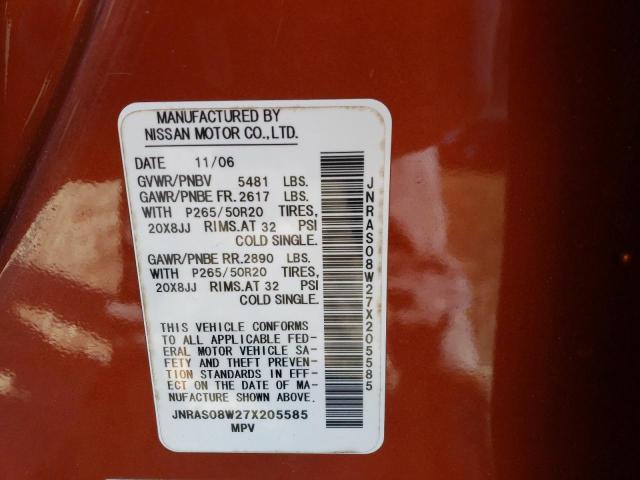 MANUFACTURED BY
NISSAN MOTOR CO.,LTD.
DATE 11/06
GVWR/PNBV 5481 LBS.
GAWR/PNBE FR.2617 LBS.
WITH P265/50R20 TIRES,
20X8JJ RIMS.AT 32 PSI
COLD SINGLE.
GAWR/PNBE RR.2890 LBS.
WITH P265/50R20 TIRES,
20X8JJ RIMS.AT 32 PSI
COLD SINGLE.
THIS VEHICLE CONFORMS
TO ALL APPLICABLE FED-
ERAL MOTOR VEHICLE SA-
FETY AND THEFT PREVEN-
TION STANDARDS IN EFF-
ECT ON THE DATE OF MA-
NUFACTURE SHOWN ABOVE.
JNRAS08W27X205585
MPV
JNRAS08W27X205585